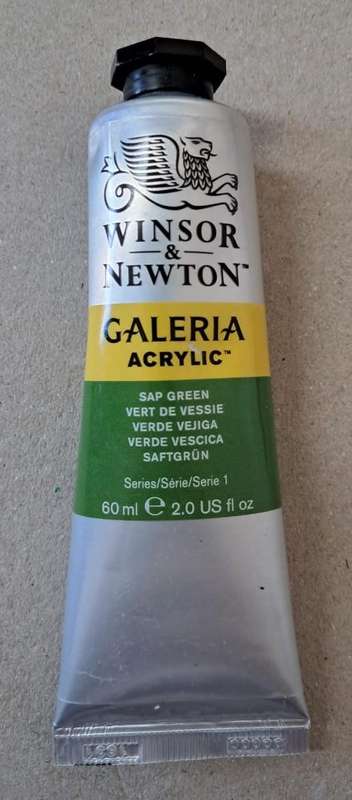 WINSOR
&
NEWTON™
GALERIA
ACRYLIC™
SAP GREEN
VERT DE VESSIE
VERDE VEJIGA
VERDE VESCICA
SAFTGRÜN
Series/Série/Serie 1
60 ml ℮ 2.0 US fl oz